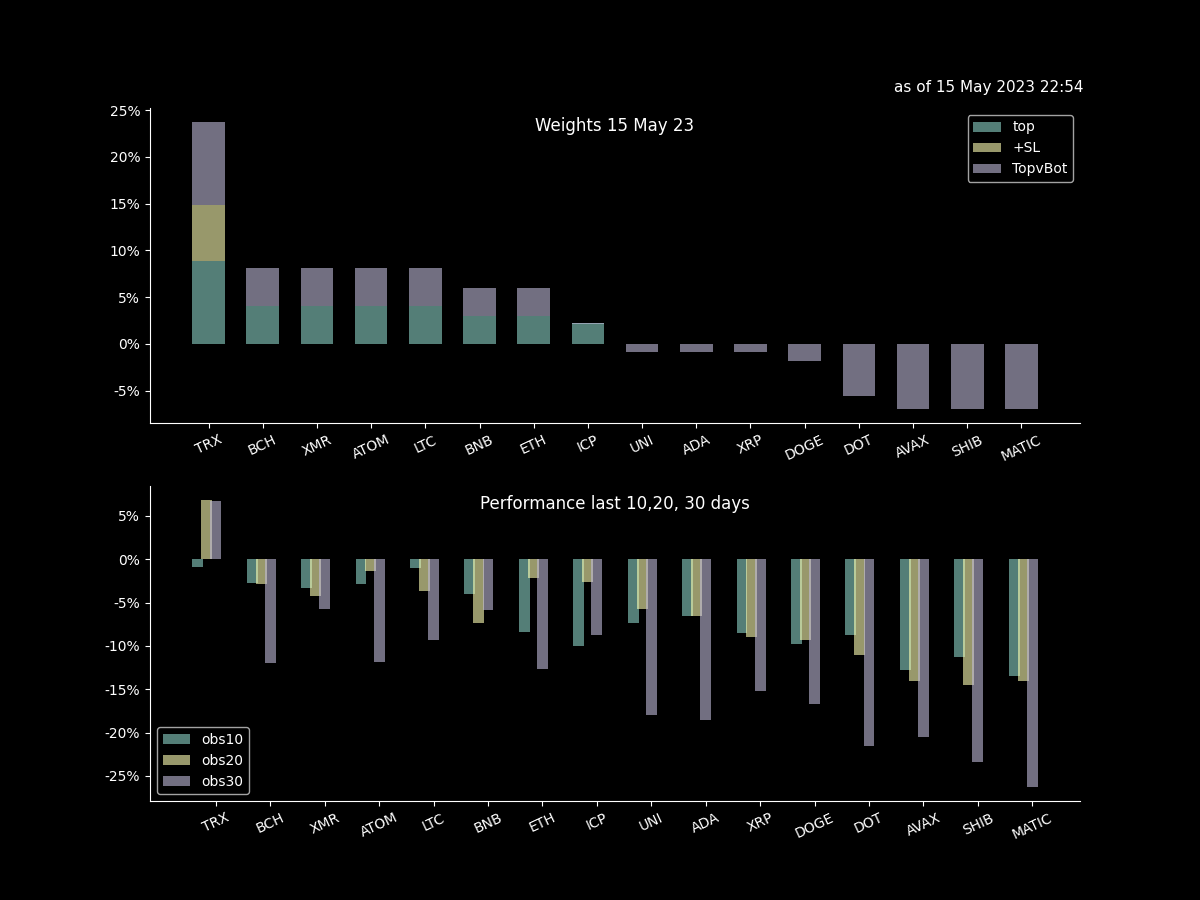 as of 15 May 2023 22:54
Weights 15 May 23
25%
20%
15%
10%
5%
0%
-5%
top
+SL
TopvBot
TRX BCH XMR ATOM LTC BNB ETH ICP UNI ADA XRP DOGE DOT AVAX SHIB MATIC
Performance last 10,20, 30 days
5%
0%
-5%
-10%
-15%
-20%
-25%
obs10
obs20
obs30
TRX BCH XMR ATOM LTC BNB ETH ICP UNI ADA XRP DOGE DOT AVAX SHIB MATIC